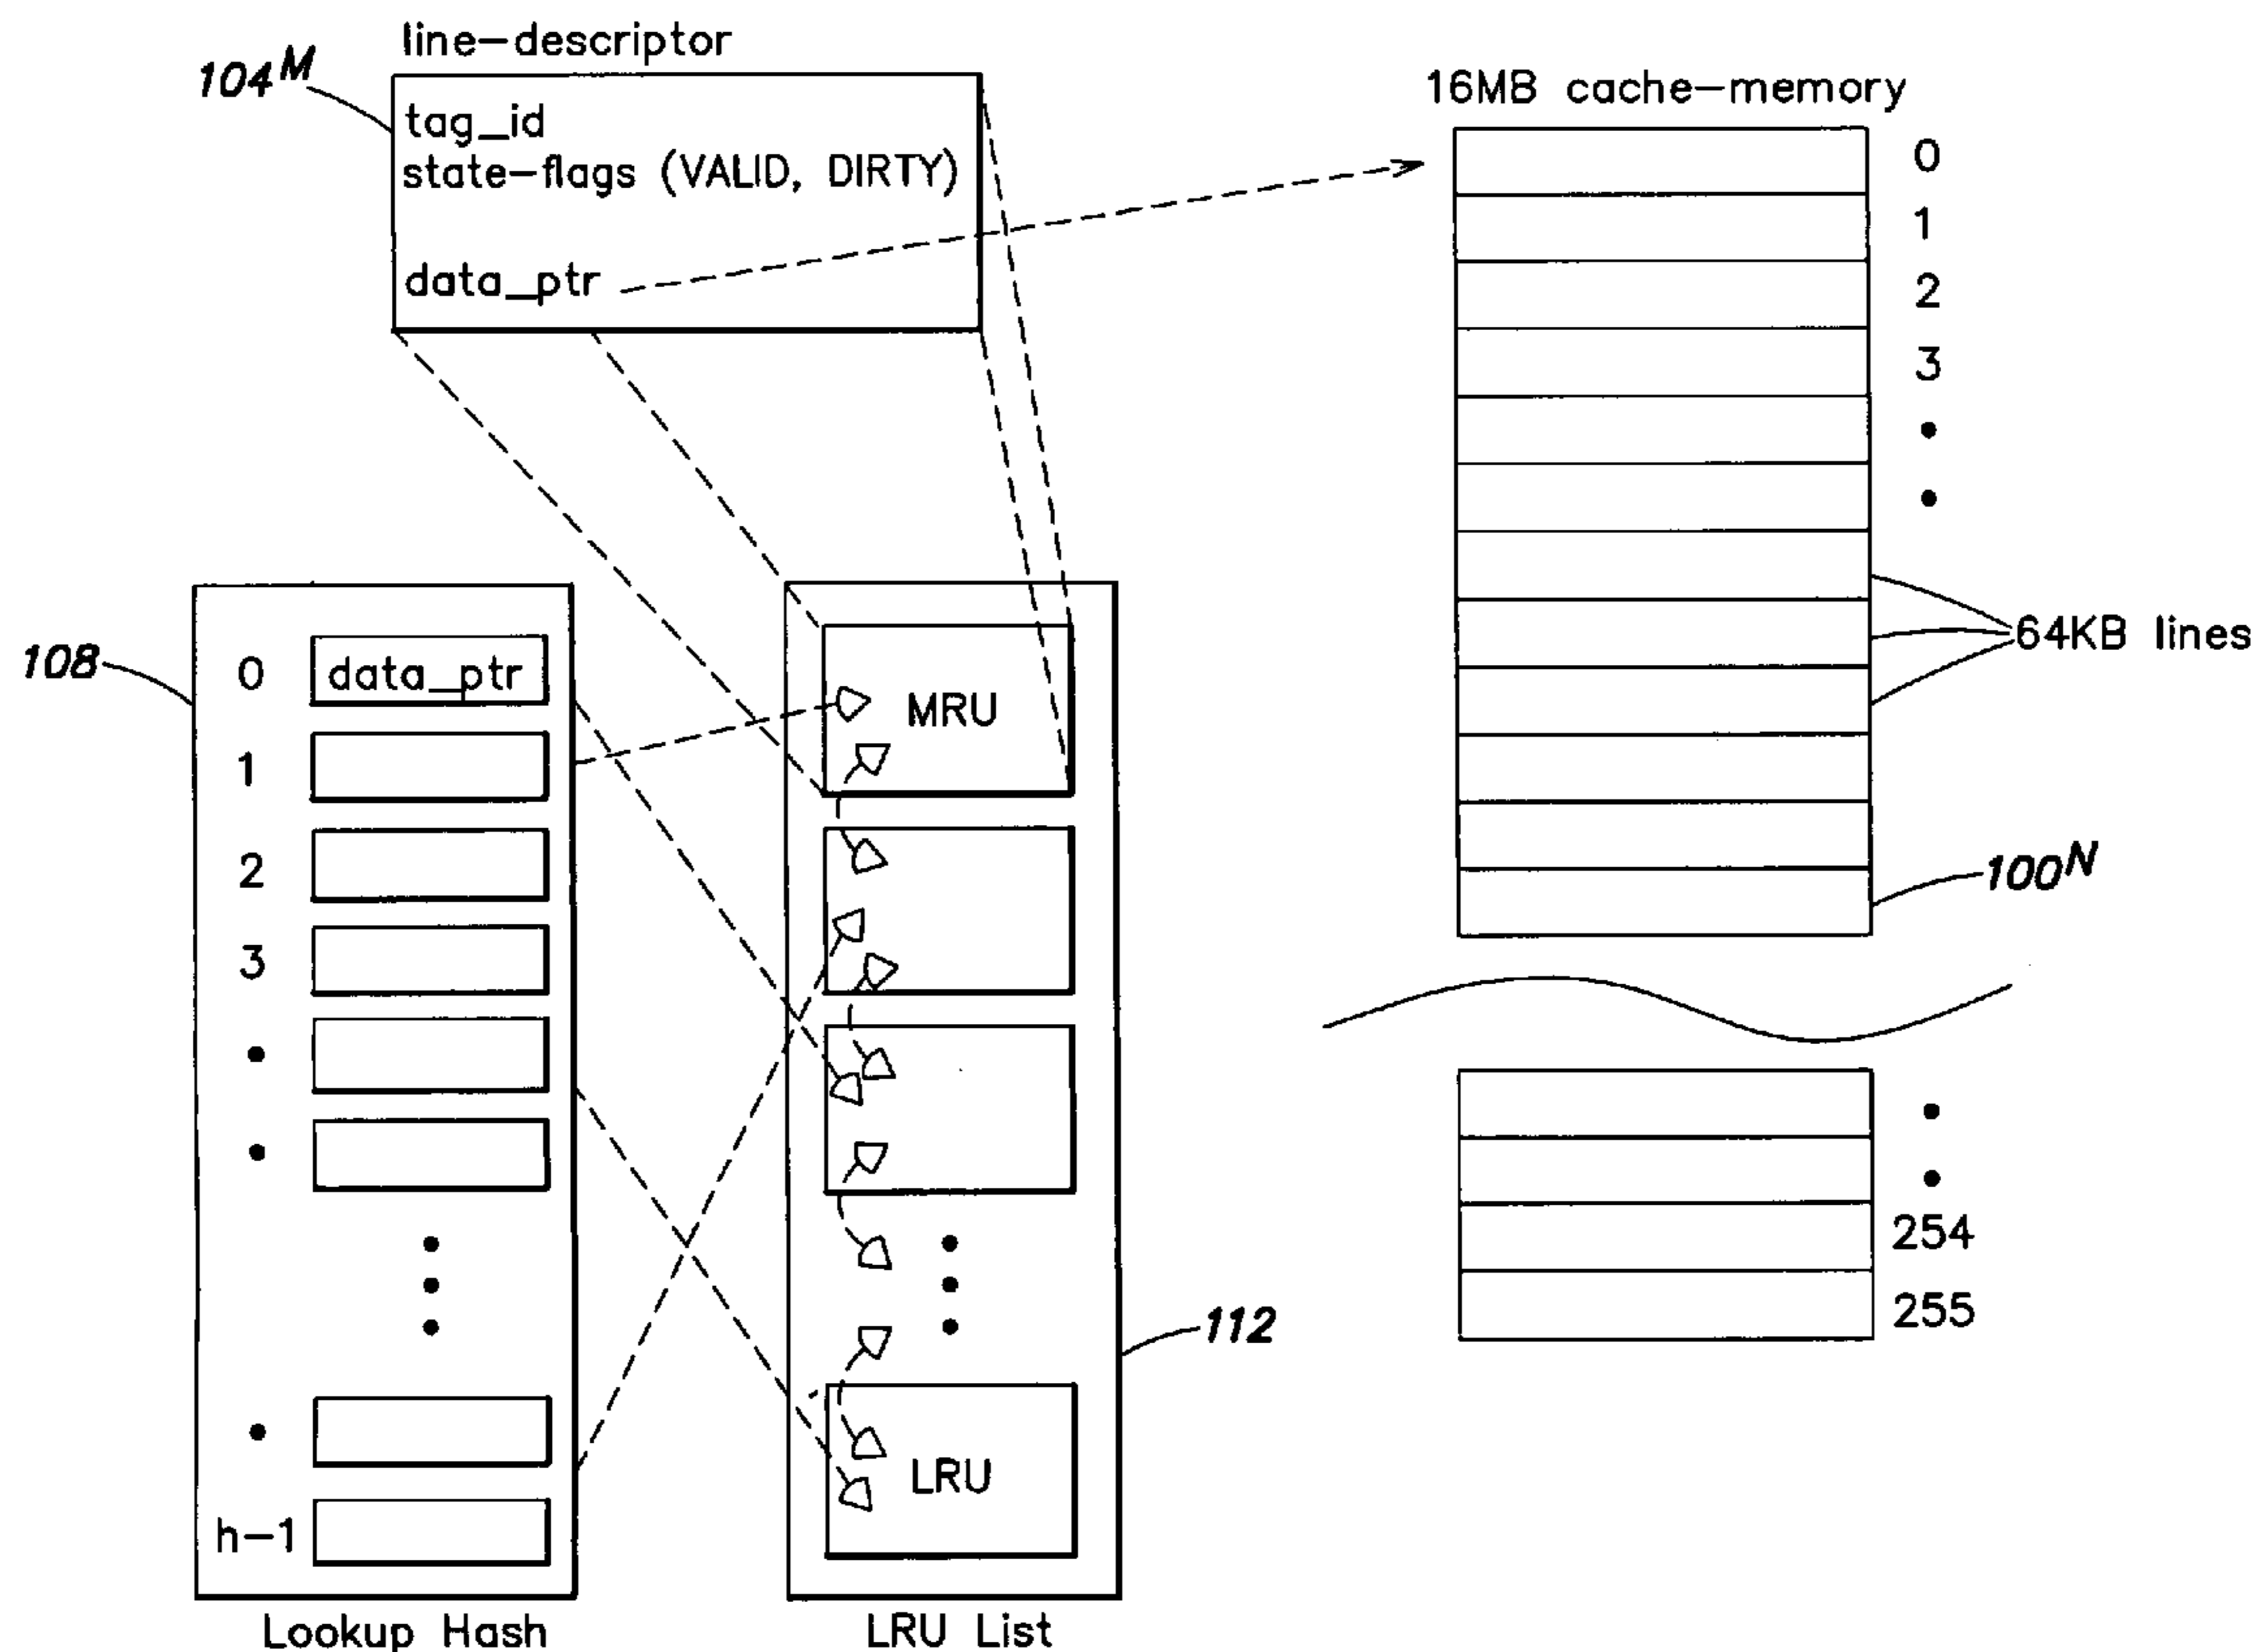 line-descriptor
104M
tag_id
state-flags (VALID, DIRTY)
data_ptr
16MB cache-memory
0
1
2
3
64KB lines
100N
254
255
108
0 data_ptr
1
2
3
h-1
Lookup Hash
MRU
LRU
112
LRU List